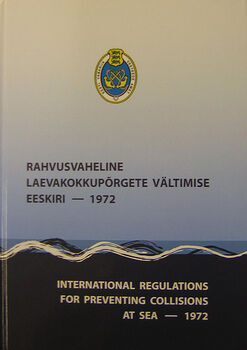 RAHVUSVAHELINE
LAEVAKOKKUPÕRGETE VÄLTIMISE
EESKIRI — 1972
INTERNATIONAL REGULATIONS
FOR PREVENTING COLLISIONS
AT SEA — 1972